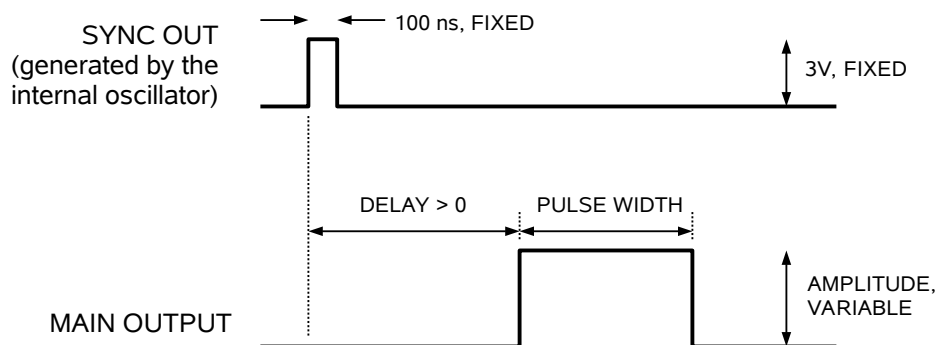 100 ns, FIXED
SYNC OUT
(generated by the
internal oscillator)
3V, FIXED
DELAY > 0
PULSE WIDTH
AMPLITUDE,
VARIABLE
MAIN OUTPUT